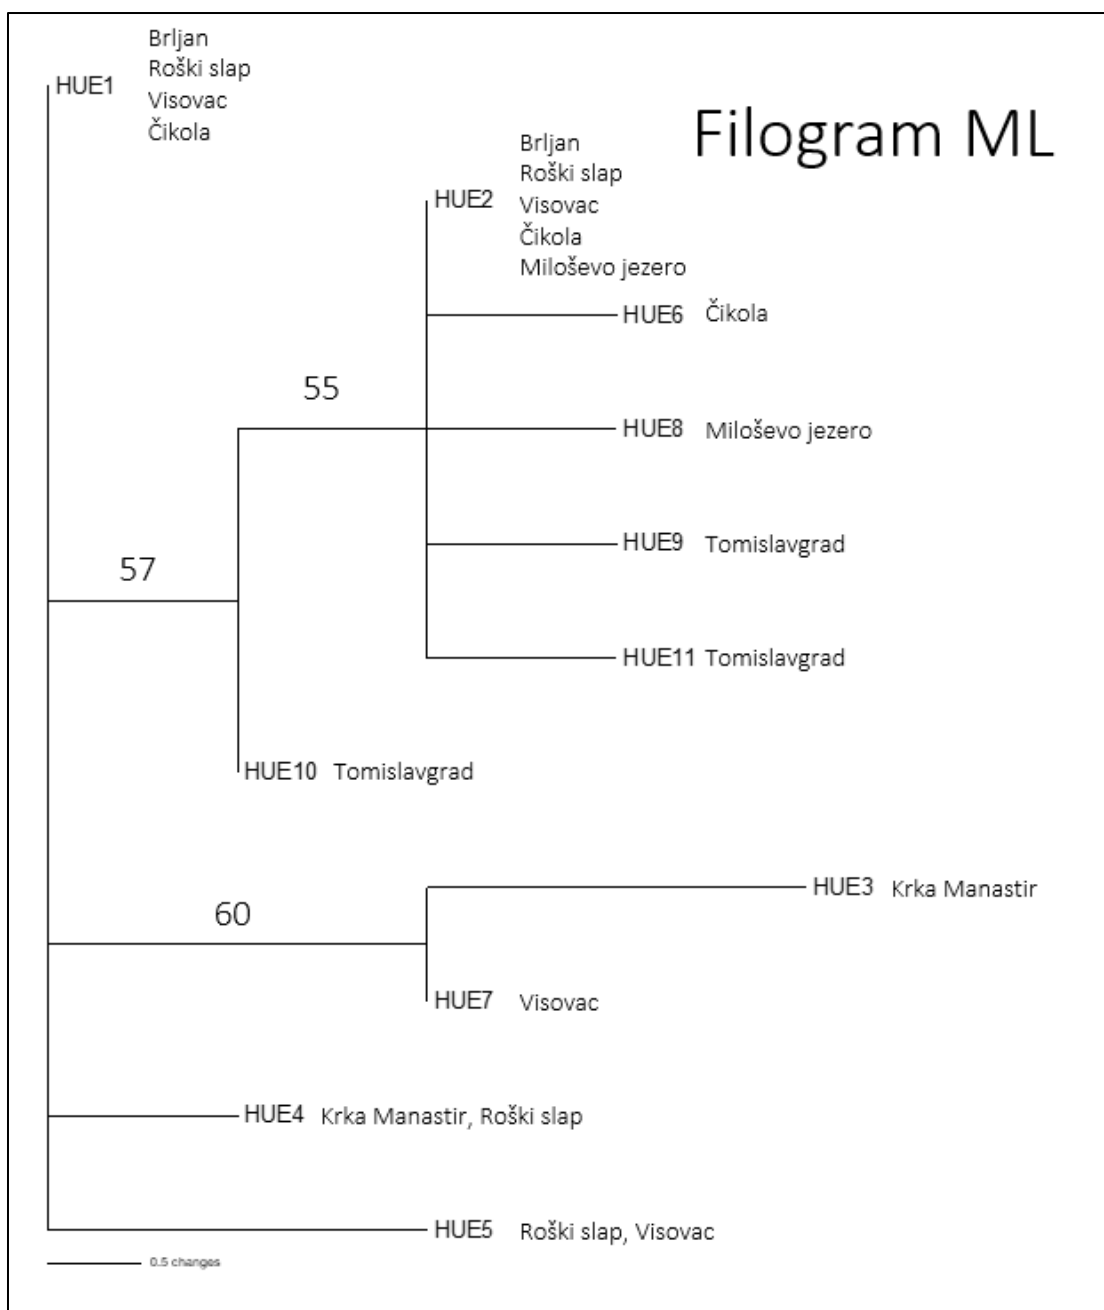 Brljan
Roški slap
HUE1
Visovac
Čikola
Filogram ML
Brljan
Roški slap
HUE2
Visovac
Čikola
Miloševo jezero
HUE6 Čikola
55
HUE8 Miloševo jezero
HUE9 Tomislavgrad
57
HUE11 Tomislavgrad
HUE10 Tomislavgrad
HUE3 Krka Manastir
60
HUE7 Visovac
HUE4 Krka Manastir, Roški slap
HUE5 Roški slap, Visovac
0.5 changes